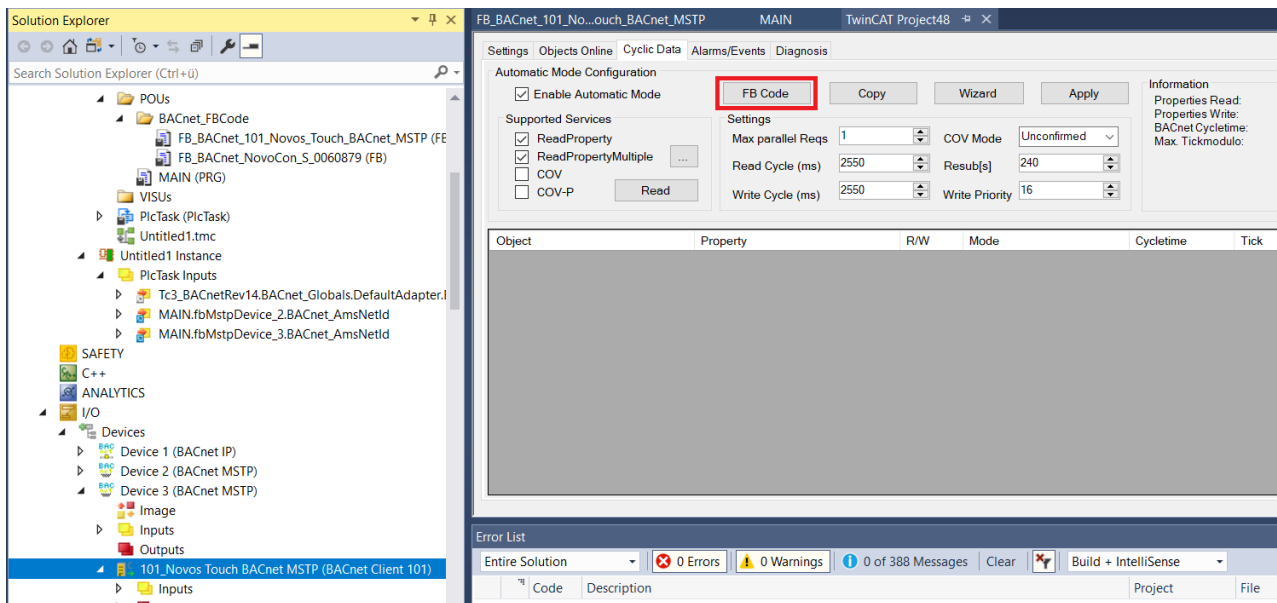 Solution Explorer
Search Solution Explorer (Ctrl+ü)
POUs
BACnet_FBCode
FB_BACnet_101_Novos_Touch_BACnet_MSTP (FE
FB_BACnet_NovoCon_S_0060879 (FB)
MAIN (PRG)
VISUs
PlcTask (PlcTask)
Untitled1.tmc
Untitled1 Instance
PlcTask Inputs
Tc3_BACnetRev14.BACnet_Globals.DefaultAdapter.
MAIN.fbMstpDevice_2.BACnet_AmsNetId
MAIN.fbMstpDevice_3.BACnet_AmsNetId
SAFETY
C++
ANALYTICS
I/O
Devices
Device 1 (BACnet IP)
Device 2 (BACnet MSTP)
Device 3 (BACnet MSTP)
Image
Inputs
Outputs
101_Novos Touch BACnet MSTP (BACnet Client 101)
Inputs
FB_BACnet_101_No...ouch_BACnet_MSTP MAIN TwinCAT Project48
Settings Objects Online Cyclic Data Alarms/Events Diagnosis
Automatic Mode Configuration
Enable Automatic Mode FB Code Copy Wizard Apply
Information
Properties Read:
Properties Write:
BACnet Cycletime:
Max. Tickmodulo:
Supported Services
ReadProperty
ReadPropertyMultiple ...
COV
COV-P Read
Settings
Max parallel Reqs 1 COV Mode Unconfirmed
Read Cycle (ms) 2550 Resub[s] 240
Write Cycle (ms) 2550 Write Priority 16
Object Property R/W Mode Cycletime Tick
Error List
Entire Solution 0 Errors 0 Warnings 0 of 388 Messages Clear Build + IntelliSense
Code Description Project File